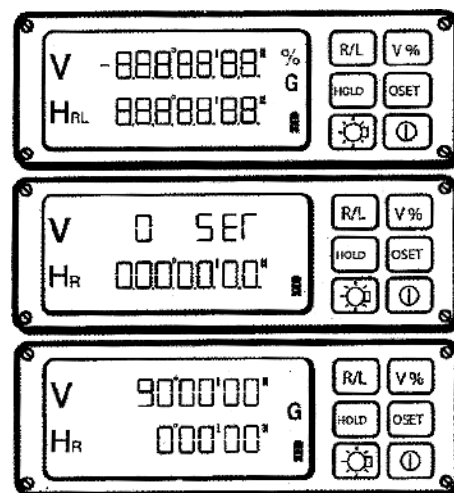 V -888°88'88" % G
HRL 888°88'88"
R/L V%
HOLD OSET
V 0 SET
HR 000°00'00"
R/L V%
HOLD OSET
V 90°00'00" G
HR 0°00'00"
R/L V%
HOLD OSET